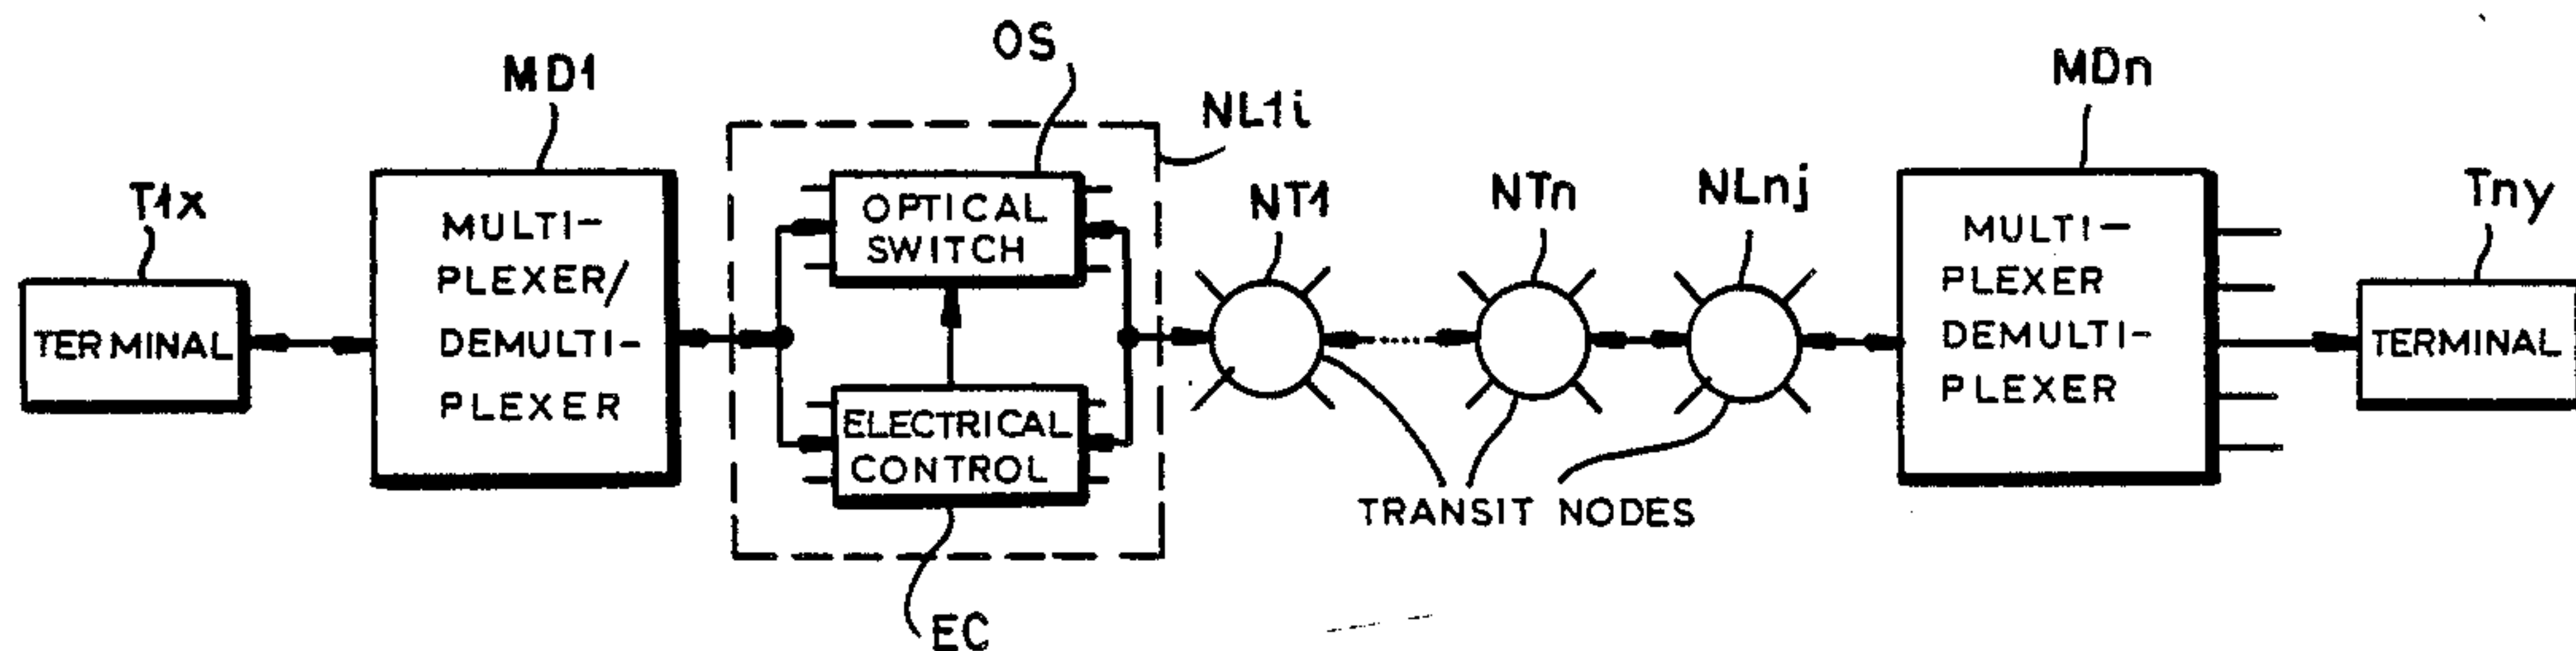 OS
MD1
MDn
NL1i
T1x
NT1
NTn
NLnj
Tny
MULTI-
PLEXER/
DEMULTI-
PLEXER
OPTICAL
SWITCH
MULTI-
PLEXER
DEMULTI-
PLEXER
TERMINAL
TERMINAL
ELECTRICAL
CONTROL
TRANSIT NODES
EC